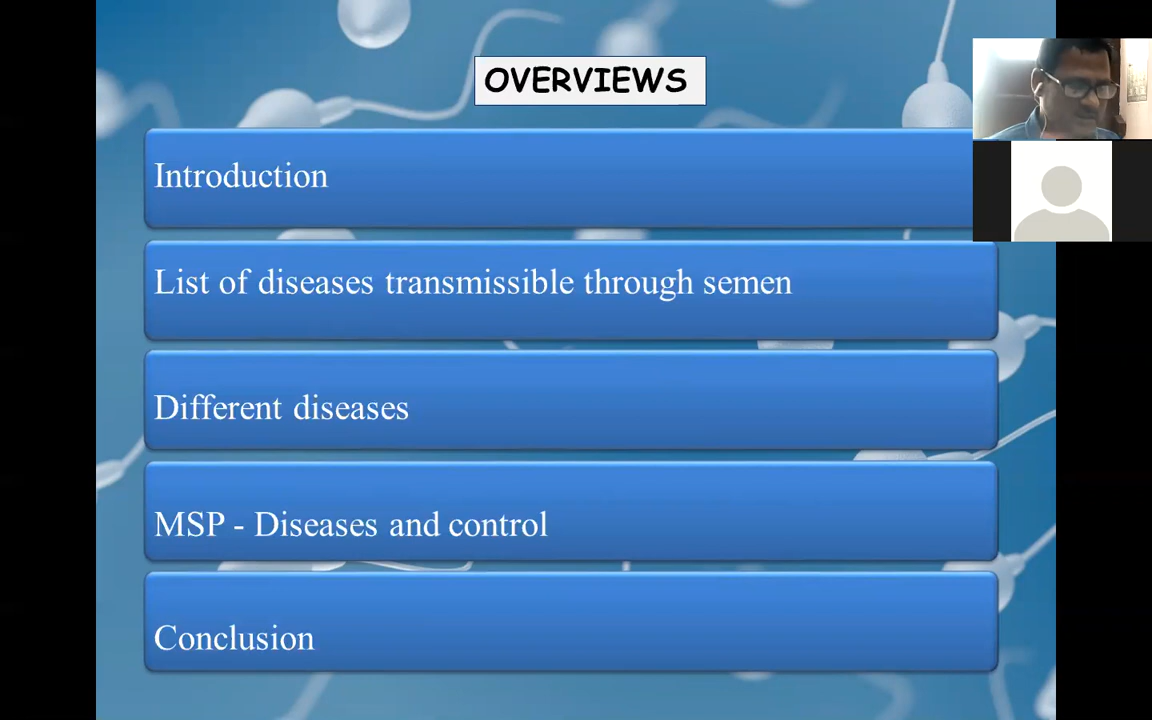 OVERVIEWS
Introduction
List of diseases transmissible through semen
Different diseases
MSP - Diseases and control
Conclusion